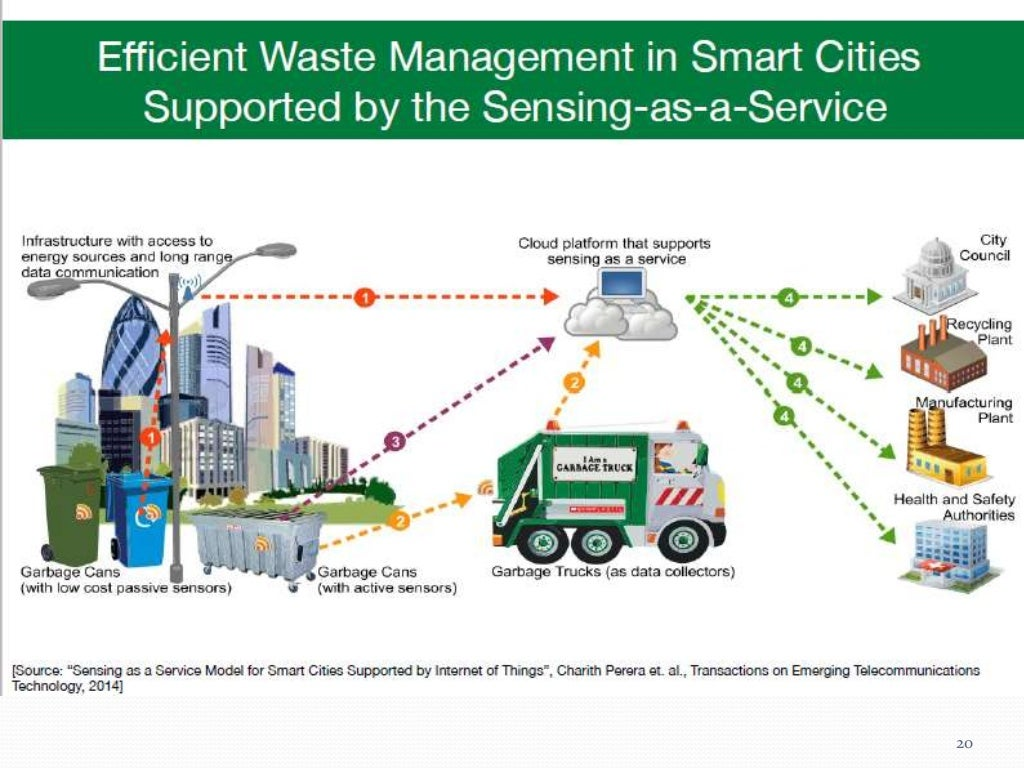 Efficient Waste Management in Smart Cities
Supported by the Sensing-as-a-Service
Infrastructure with access to
energy sources and long range
data communication
Cloud platform that supports
sensing as a service
City
Council
1
4
Recycling
Plant
4
2
4
Manufacturing
Plant
4
1
3
I Am a
GARBAGE TRUCK
Health and Safety
Authorities
2
Garbage Cans
(with low cost passive sensors)
Garbage Cans
(with active sensors)
Garbage Trucks (as data collectors)
[Source: “Sensing as a Service Model for Smart Cities Supported by Internet of Things”, Charith Perera et. al., Transactions on Emerging Telecommunications
Technology, 2014]
20